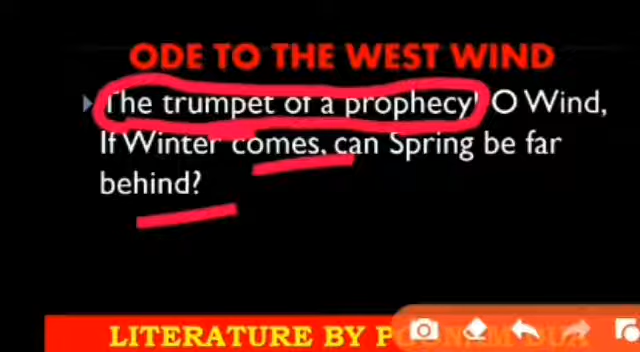 ODE TO THE WEST WIND
The trumpet of a prophecy! O Wind,
If Winter comes, can Spring be far
behind?
LITERATURE BY